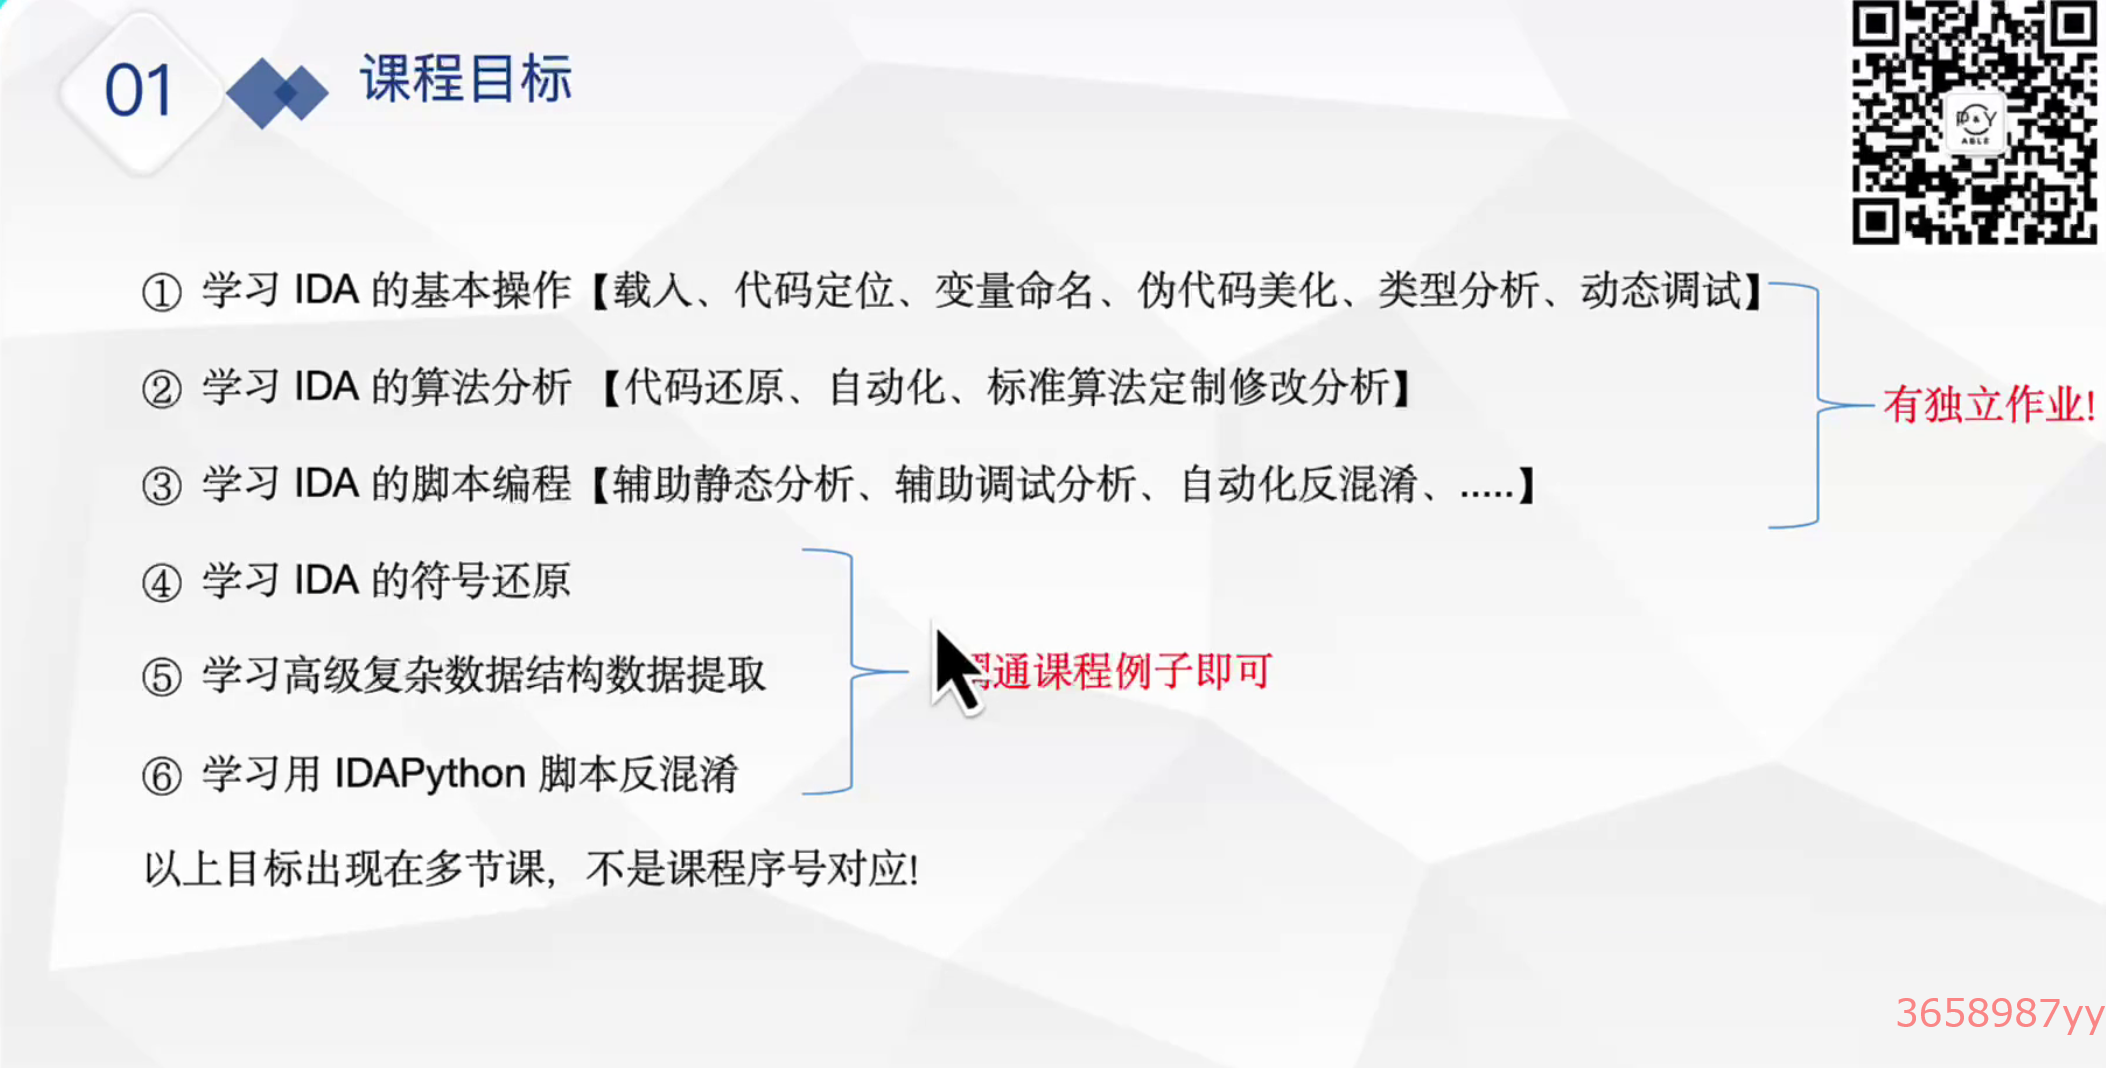 01 课程目标
① 学习 IDA 的基本操作【载入、代码定位、变量命名、伪代码美化、类型分析、动态调试】
② 学习 IDA 的算法分析 【代码还原、自动化、标准算法定制修改分析】
有独立作业!
③ 学习 IDA 的脚本编程【辅助静态分析、辅助调试分析、自动化反混淆、.....】
④ 学习 IDA 的符号还原
⑤ 学习高级复杂数据结构数据提取
通课程例子即可
⑥ 学习用 IDAPython 脚本反混淆
以上目标出现在多节课，不是课程序号对应!
P&Y
ABLE
3658987yy